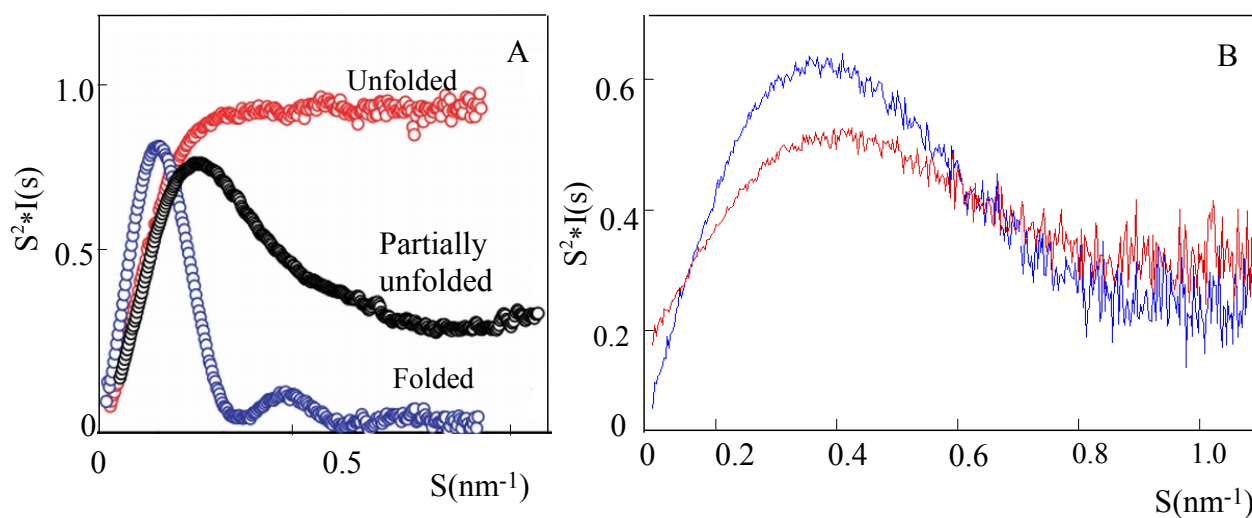 A
Unfolded
Partially
unfolded
Folded
1.0
0.5
0
S²*I(s)
0
0.5
S(nm⁻¹)
B
0.6
0.4
0.2
0
S²*I(s)
0
0.2
0.4
0.6
0.8
1.0
S(nm⁻¹)